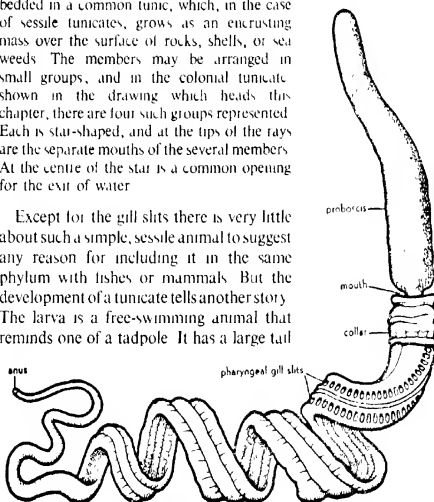 bedded in a common tunic, which, in the case
of sessile tunicates, grows as an encrusting
mass over the surface of rocks, shells, or sea
weeds The members may be arranged in
small groups, and in the colonial tunicate
shown in the drawing which heads this
chapter, there are four such groups represented
Each is star-shaped, and at the tips of the rays
are the separate mouths of the several members
At the centre of the star is a common opening
for the exit of water
Except for the gill slits there is very little
about such a simple, sessile animal to suggest
any reason for including it in the same
phylum with fishes or mammals But the
development of a tunicate tells another story
The larva is a free-swimming animal that
reminds one of a tadpole It has a large tail
proboscis
mouth
collar
anus
pharyngeal gill slits